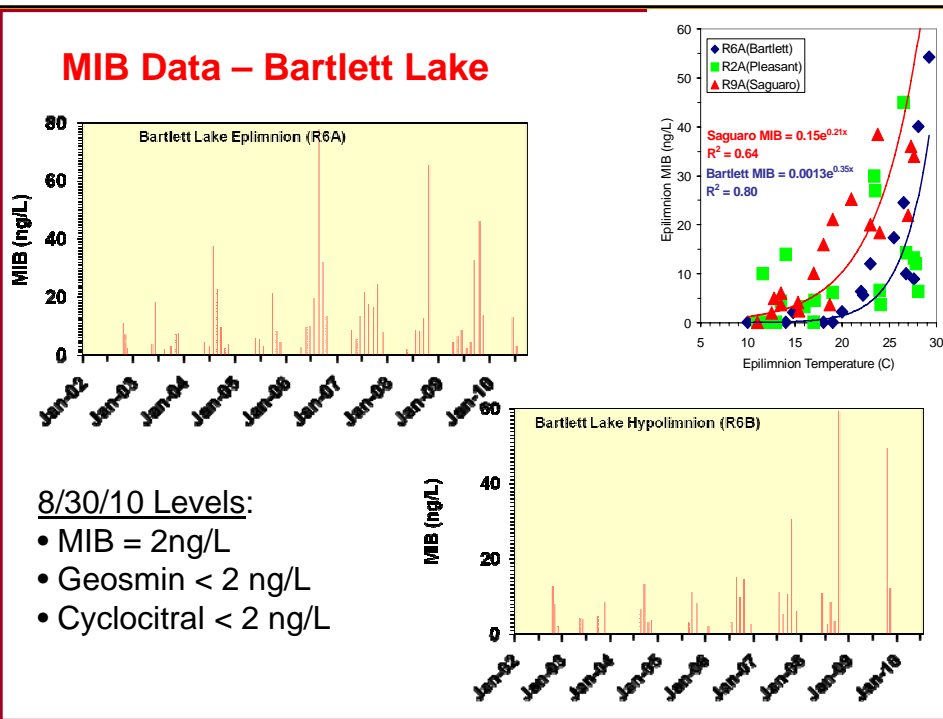 MIB Data – Bartlett Lake
80
60
40
20
0
MIB (ng/L)
Bartlett Lake Eplimnion (R6A)
Jan-02
Jan-03
Jan-04
Jan-05
Jan-06
Jan-07
Jan-08
Jan-09
Jan-10
60
50
40
30
20
10
0
Epilimnion MIB (ng/L)
R6A(Bartlett)
R2A(Pleasant)
R9A(Saguaro)
Saguaro MIB = 0.15e^0.21x
R² = 0.64
Bartlett MIB = 0.0013e^0.35x
R² = 0.80
5
10
15
20
25
30
Epilimnion Temperature (C)
60
40
20
0
MIB (ng/L)
Bartlett Lake Hypolimnion (R6B)
Jan-02
Jan-03
Jan-04
Jan-05
Jan-06
Jan-07
Jan-08
Jan-09
Jan-10
8/30/10 Levels:
• MIB = 2ng/L
• Geosmin < 2 ng/L
• Cyclocitral < 2 ng/L